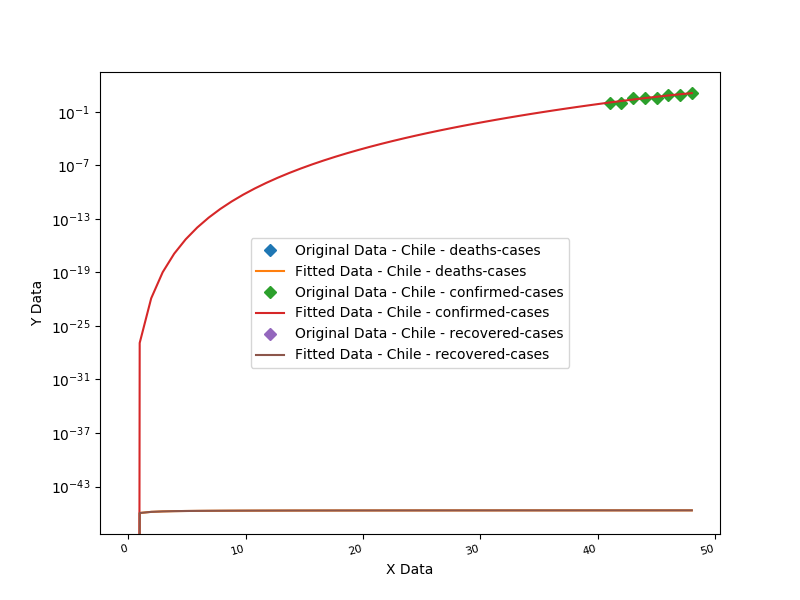 10^-1
10^-7
10^-13
10^-19
10^-25
10^-31
10^-37
10^-43
Y Data
Original Data - Chile - deaths-cases
Fitted Data - Chile - deaths-cases
Original Data - Chile - confirmed-cases
Fitted Data - Chile - confirmed-cases
Original Data - Chile - recovered-cases
Fitted Data - Chile - recovered-cases
0 10 20 30 40 50
X Data